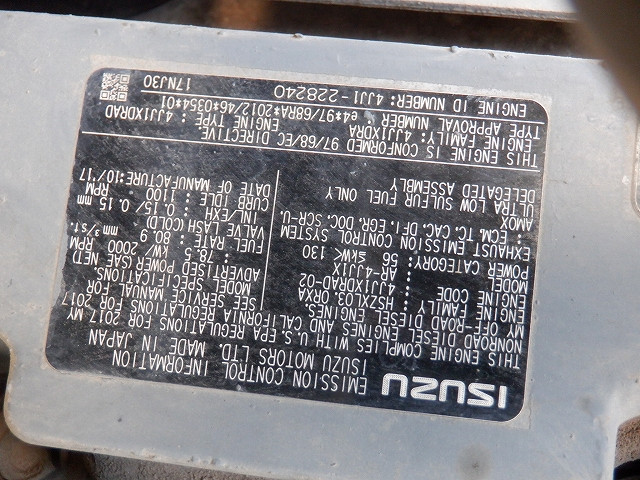 ISUZU
EMISSION CONTROL INFORMATION
ISUZU MOTORS LTD. MADE IN JAPAN
THIS ENGINE COMPLIES WITH U.S. EPA REGULATIONS FOR 2017
NONROAD DIESEL ENGINES AND CALIFORNIA REGULATIONS FOR 2017 MY
MY OFF-ROAD DIESEL ENGINES. SEE SERVICE MANUAL FOR
ENGINE FAMILY : HSZXL03.0RXA MODEL SPECIFICATIONS.
ENGINE CODE : 4JJ1XDRAD-02 ADVERTISED POWER (SAE NET)
MODEL : AR-4JJ1X : 78.5 kW/ 2000 RPM
POWER CATEGORY : 56 ≤kW< 130 FUEL RATE: 80.9 mm³/st
EXHAUST EMISSION CONTROL SYSTEM VALVE LASH (COLD)
: ECM, TC, CAC, DFI, EGR, DOC, SCR-U, INL/EXH : 0.15/ 0.15 mm
AMOX CURB IDLE : 1100 RPM
ULTRA LOW SULFUR FUEL ONLY DATE OF MANUFACTURE:10/'17
DELEGATED ASSEMBLY
THIS ENGINE IS CONFORMED 97/68/EC DIRECTIVE
ENGINE FAMILY: 4JJ1XDRA ENGINE TYPE: 4JJ1XDRAD
TYPE APPROVAL NUMBER e4*97/68RA*2012/46*0354*01
ENGINE ID NUMBER: 4JJ1-228240 17NJ30